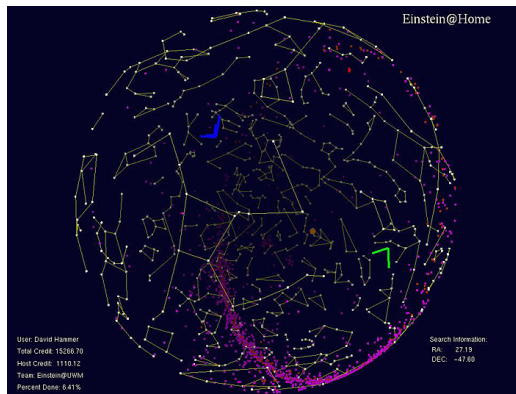 Einstein@Home
User: David Hammer
Total Credit: 15266.70
Host Credit: 1110.12
Team: Einstein@UWM
Percent Done: 6.41%
Search Information:
RA: 27.19
DEC: -47.60